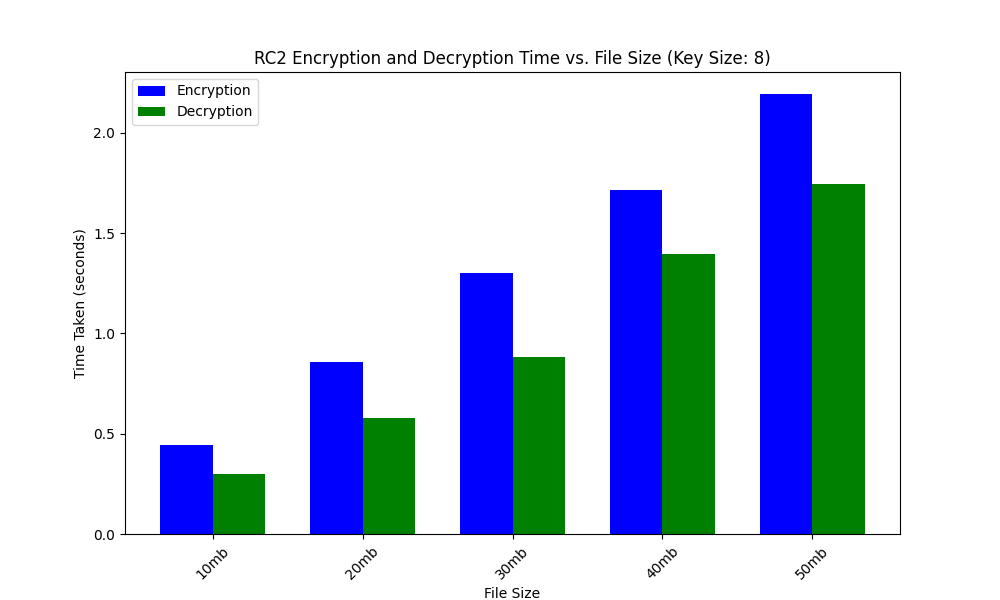 RC2 Encryption and Decryption Time vs. File Size (Key Size: 8)
Encryption
Decryption
Time Taken (seconds)
2.0
1.5
1.0
0.5
0.0
10mb
20mb
30mb
40mb
50mb
File Size